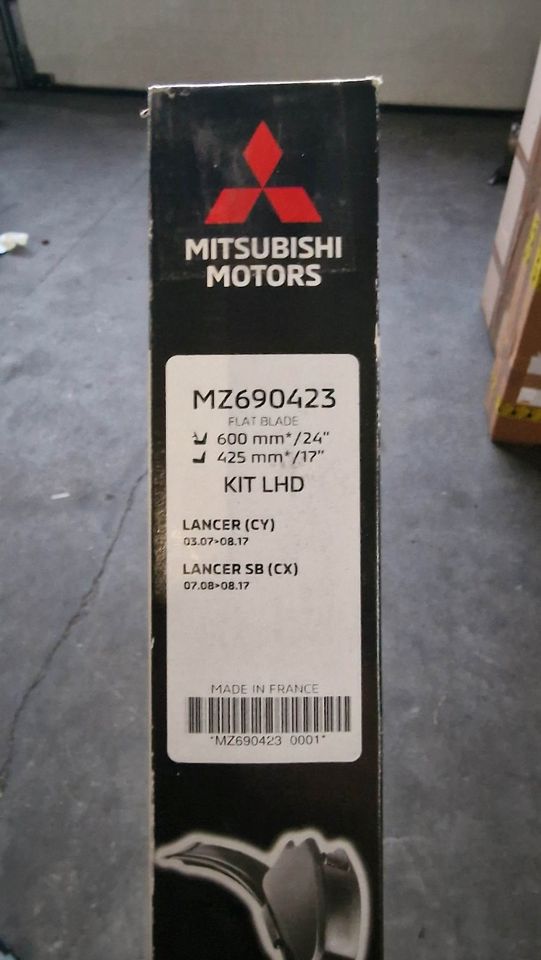 MITSUBISHI
MOTORS
MZ690423
FLAT BLADE
600 mm*/24"
425 mm*/17"
KIT LHD
LANCER (CY)
03.07>08.17
LANCER SB (CX)
07.08>08.17
MADE IN FRANCE
*MZ690423 0001*